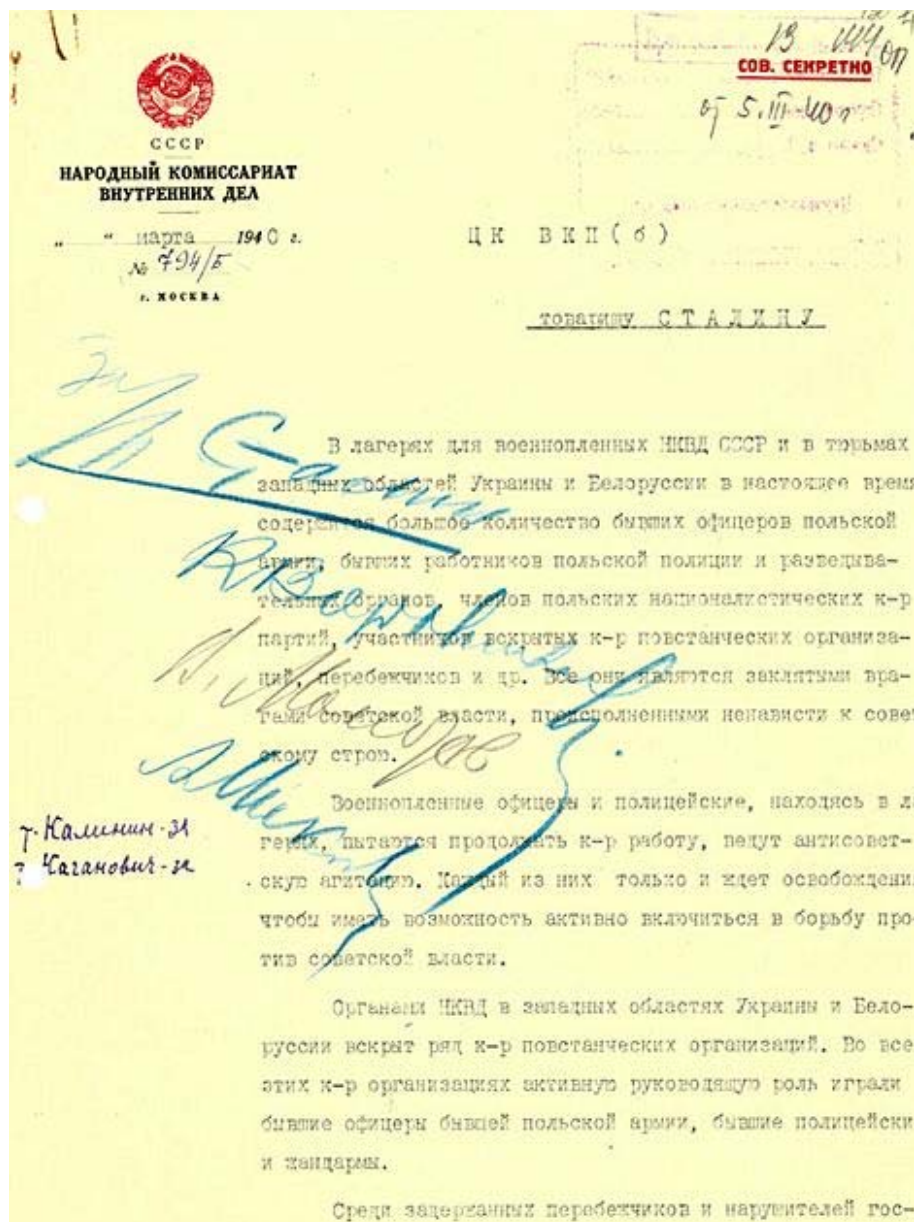 13 144 оп
СОВ. СЕКРЕТНО
от 5.III-40 г
СССР
НАРОДНЫЙ КОМИССАРИАТ
ВНУТРЕННИХ ДЕЛ
„ “ марта 1940 г.
№ 794/Б
г. МОСКВА
ЦК ВКП(б)
товарищу СТАЛИНУ
За
И Сталин
К Ворошилов
В. Молотов
А Микоян
т. Калинин - за
т Каганович - за
В лагерях для военнопленных НКВД СССР и в тюрьмах
западных областей Украины и Белоруссии в настоящее время
содержится большое количество бывших офицеров польской
армии, бывших работников польской полиции и разведыва-
тельных органов, членов польских националистических к-р
партий, участников вскрытых к-р повстанческих организа-
ций, перебежчиков и др. Все они являются заклятыми вра-
гами советской власти, преисполненными ненависти к совет
скому строю.
Военнопленные офицеры и полицейские, находясь в ла
герях, пытаются продолжать к-р работу, ведут антисовет-
скую агитацию. Каждый из них только и ждет освобождения
чтобы иметь возможность активно включиться в борьбу про-
тив советской власти.
Органами НКВД в западных областях Украины и Бело-
руссии вскрыт ряд к-р повстанческих организаций. Во все
этих к-р организациях активную руководящую роль играли
бывшие офицеры бывшей польской армии, бывшие полицейски
и жандармы.
Среди задержанных перебежчиков и нарушителей гос-